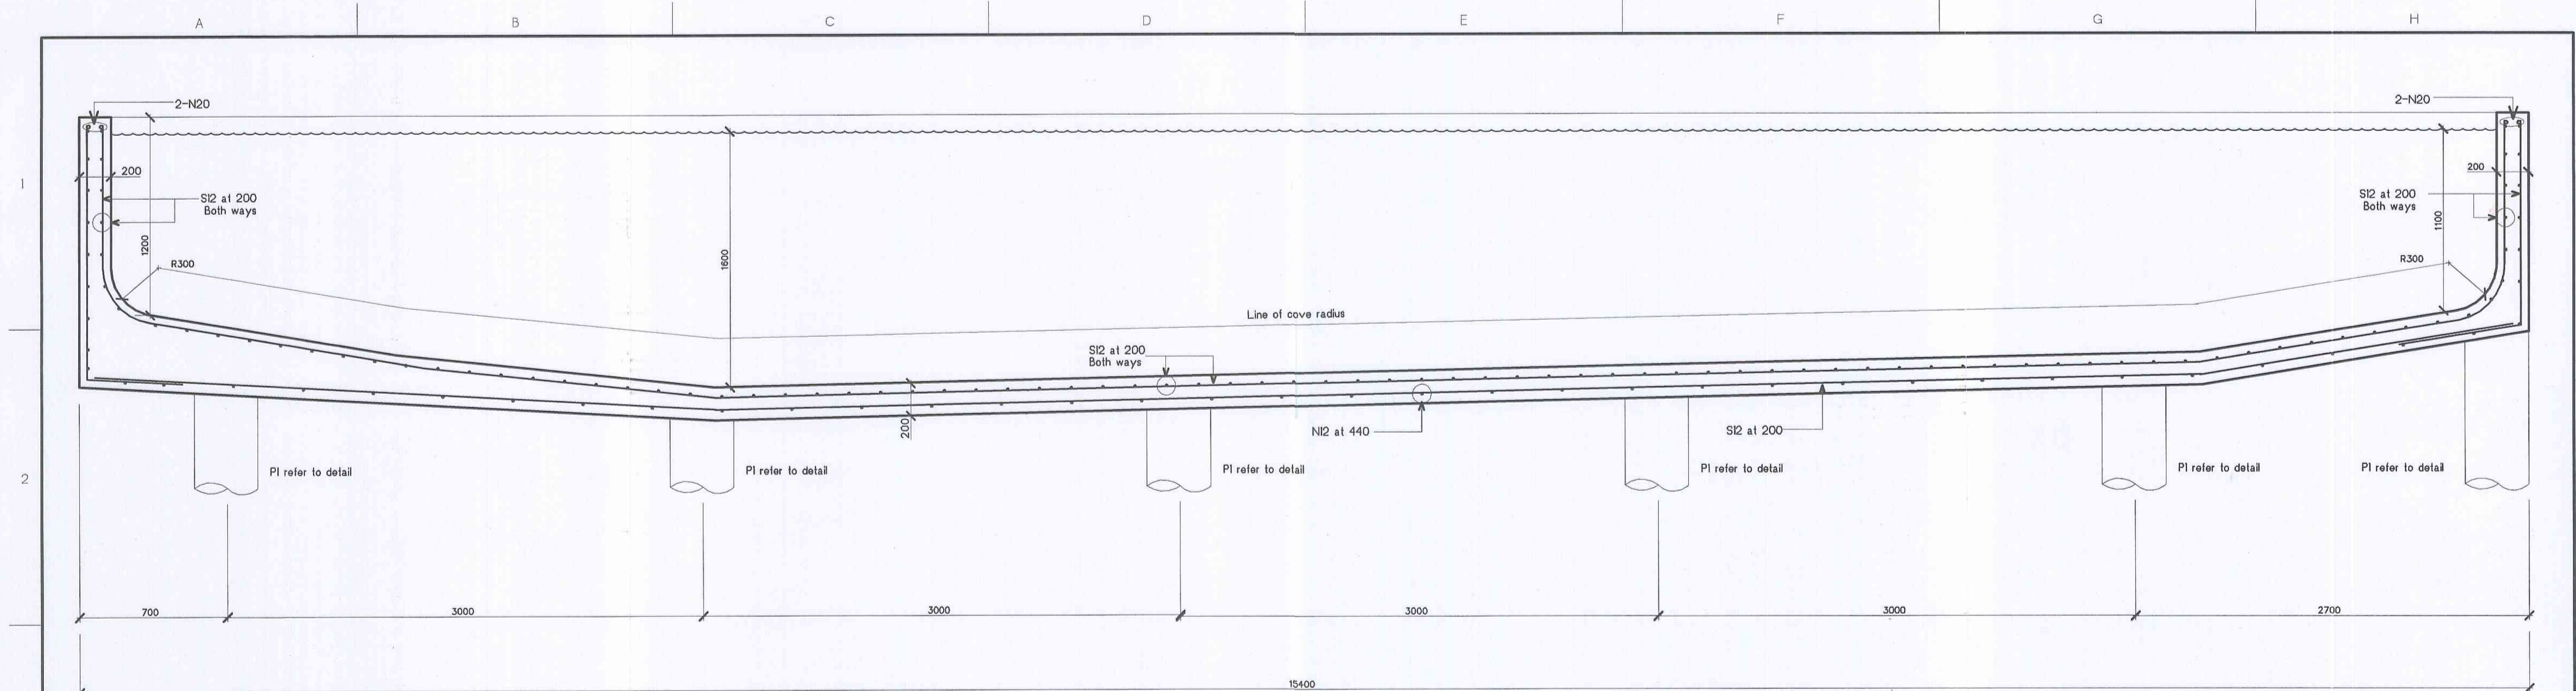 A B C D E F G H
2-N20
2-N20
1
200
200
S12 at 200
Both ways
S12 at 200
Both ways
1200
1600
1100
R300
R300
Line of cove radius
S12 at 200
Both ways
200
N12 at 440
S12 at 200
2
P1 refer to detail
P1 refer to detail
P1 refer to detail
P1 refer to detail
P1 refer to detail
P1 refer to detail
700
3000
3000
3000
3000
2700
15400